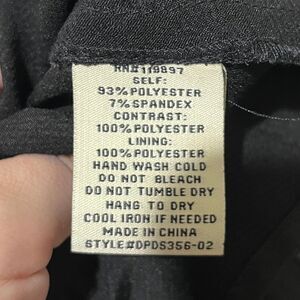 RN#119897
SELF:
93% POLYESTER
7% SPANDEX
CONTRAST:
100% POLYESTER
LINING:
100% POLYESTER
HAND WASH COLD
DO NOT BLEACH
DO NOT TUMBLE DRY
HANG TO DRY
COOL IRON IF NEEDED
MADE IN CHINA
STYLE#DPDS356-02